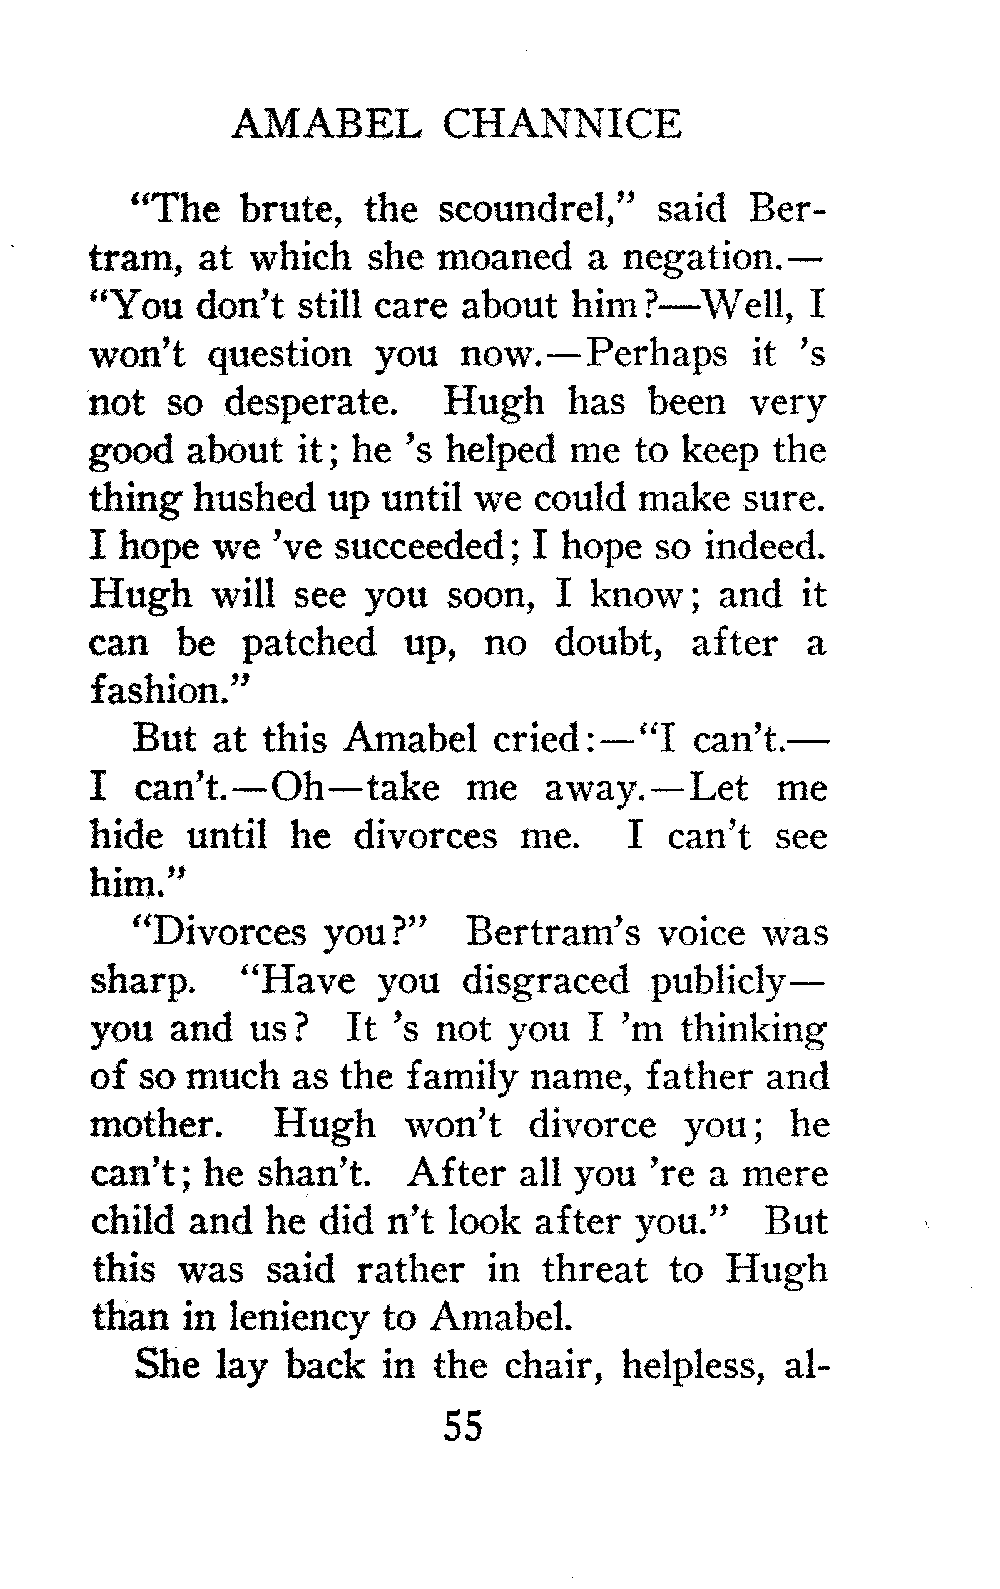 AMABEL CHANNICE
“The brute, the scoundrel,” said Ber-
tram, at which she moaned a negation.—
“You don’t still care about him?—Well, I
won’t question you now.—Perhaps it ’s
not so desperate. Hugh has been very
good about it; he ’s helped me to keep the
thing hushed up until we could make sure.
I hope we ’ve succeeded; I hope so indeed.
Hugh will see you soon, I know; and it
can be patched up, no doubt, after a
fashion.”
But at this Amabel cried:—“I can’t.—
I can’t.—Oh—take me away.—Let me
hide until he divorces me. I can’t see
him.”
“Divorces you?” Bertram’s voice was
sharp. “Have you disgraced publicly—
you and us? It ’s not you I ’m thinking
of so much as the family name, father and
mother. Hugh won’t divorce you; he
can’t; he shan’t. After all you ’re a mere
child and he did n’t look after you.” But
this was said rather in threat to Hugh
than in leniency to Amabel.
She lay back in the chair, helpless, al-
55